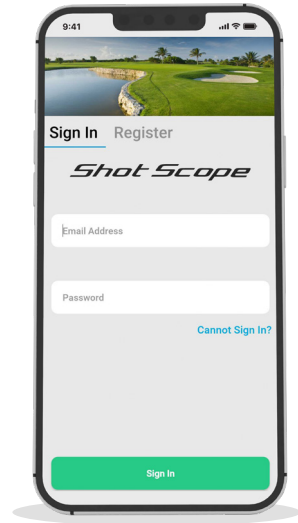 9:41
Sign In Register
Shot Scope
Email Address
Password
Cannot Sign In?
Sign In